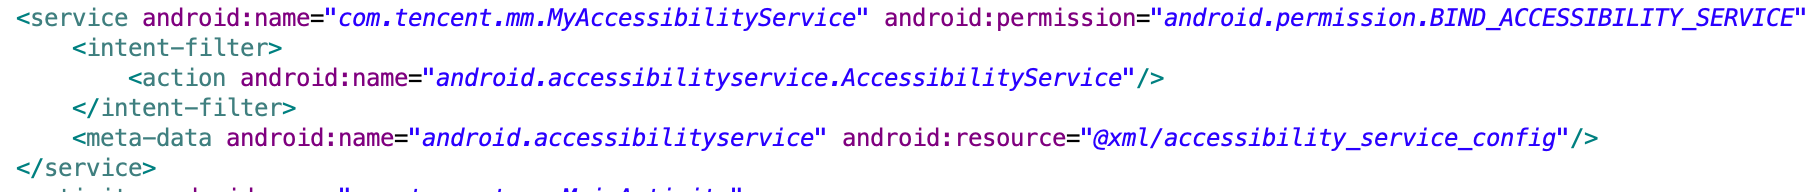 <service android:name="com.tencent.mm.MyAccessibilityService" android:permission="android.permission.BIND_ACCESSIBILITY_SERVICE"
<intent-filter>
<action android:name="android.accessibilityservice.AccessibilityService"/>
</intent-filter>
<meta-data android:name="android.accessibilityservice" android:resource="@xml/accessibility_service_config"/>
</service>